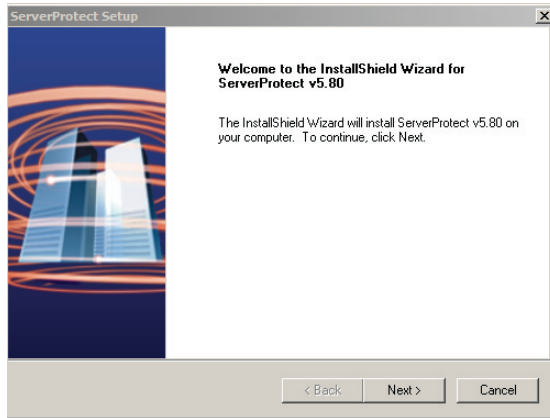 ServerProtect Setup
Welcome to the InstallShield Wizard for
ServerProtect v5.80
The InstallShield Wizard will install ServerProtect v5.80 on
your computer. To continue, click Next.
< Back
Next >
Cancel